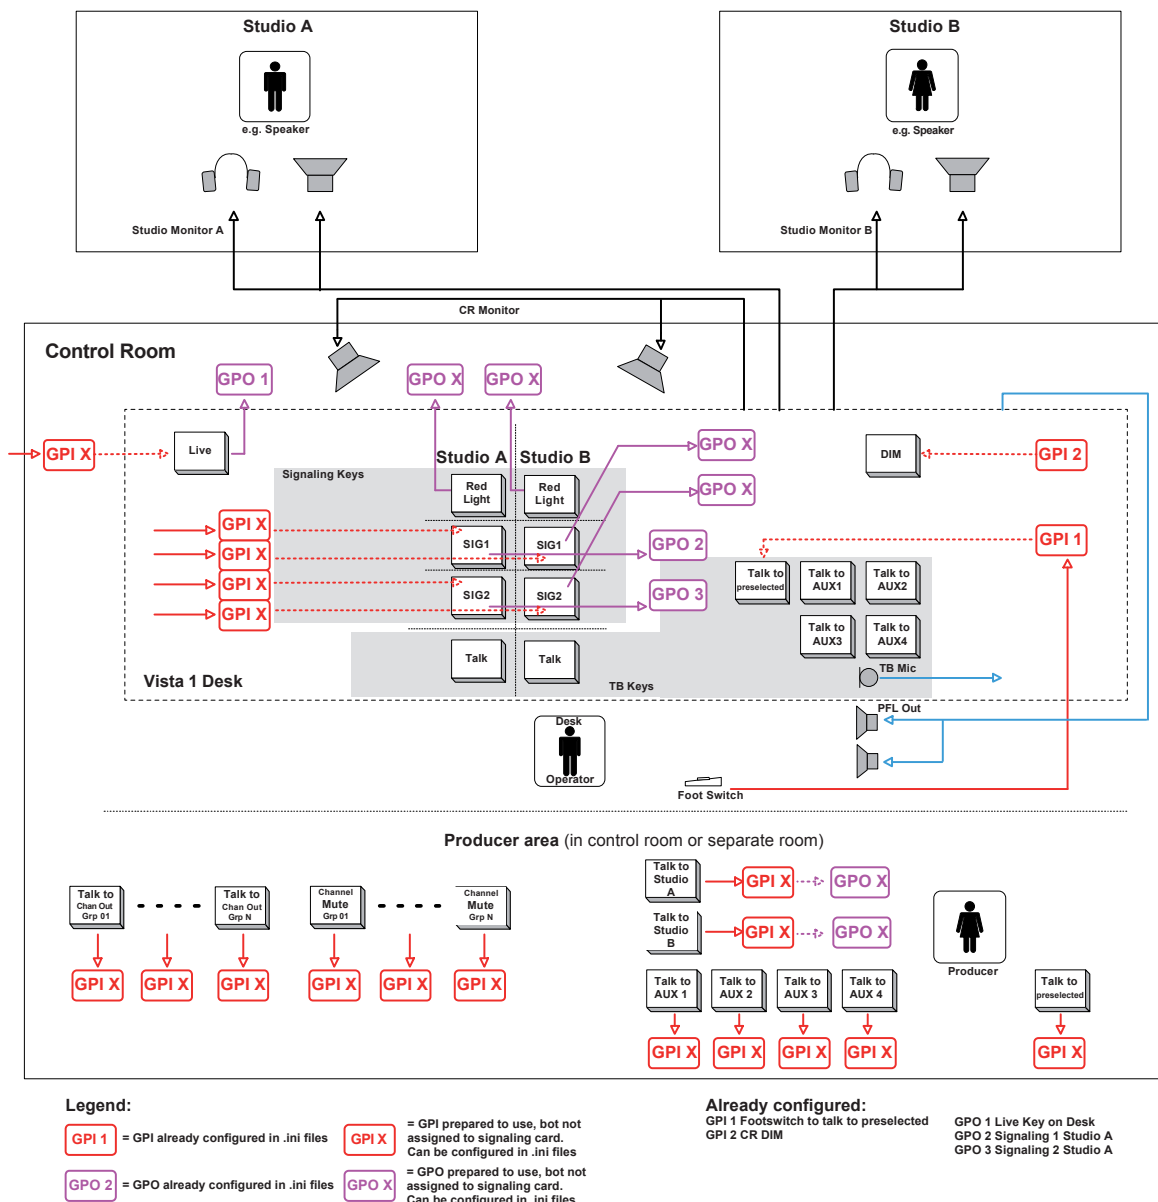 Studio A
e.g. Speaker
Studio Monitor A
Studio B
e.g. Speaker
Studio Monitor B
CR Monitor
Control Room
GPO 1
GPO X
GPO X
GPI X
Live
Signaling Keys
Studio A
Studio B
Red
Light
Red
Light
GPO X
GPO X
DIM
GPI 2
GPI X
GPI X
GPI X
GPI X
SIG1
SIG1
GPO 2
SIG2
SIG2
GPO 3
GPI 1
Talk to
preselected
Talk to
AUX1
Talk to
AUX2
Talk to
AUX3
Talk to
AUX4
Talk
Talk
TB Mic
Vista 1 Desk
TB Keys
PFL Out
Desk
Operator
Foot Switch
Producer area (in control room or separate room)
Talk to
Chan Out
Grp 01
Talk to
Chan Out
Grp N
Channel
Mute
Grp 01
Channel
Mute
Grp N
GPI X
GPI X
GPI X
GPI X
GPI X
GPI X
Talk to
Studio
A
GPI X
GPO X
Talk to
Studio
B
GPI X
GPO X
Producer
Talk to
AUX 1
Talk to
AUX 2
Talk to
AUX 3
Talk to
AUX 4
Talk to
preselected
GPI X
GPI X
GPI X
GPI X
GPI X
Legend:
GPI 1 = GPI already configured in .ini files
GPI X = GPI prepared to use, bot not
assigned to signaling card.
Can be configured in .ini files
GPO 2 = GPO already configured in .ini files
GPO X = GPO prepared to use, bot not
assigned to signaling card.
Can be configured in .ini files
Already configured:
GPI 1 Footswitch to talk to preselected
GPI 2 CR DIM
GPO 1 Live Key on Desk
GPO 2 Signaling 1 Studio A
GPO 3 Signaling 2 Studio A